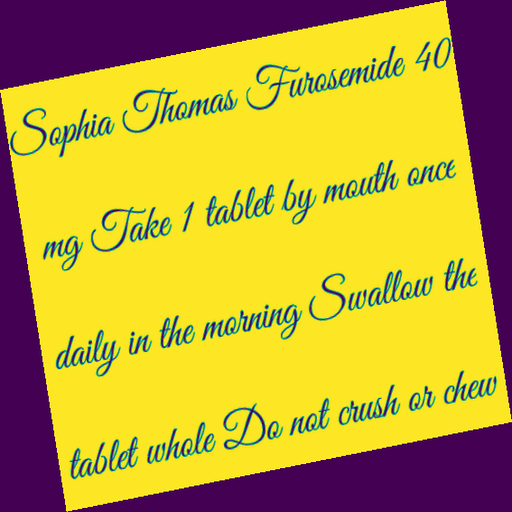 Sophia Thomas Furosemide 40
mg Take 1 tablet by mouth once
daily in the morning Swallow the
tablet whole Do not crush or chew